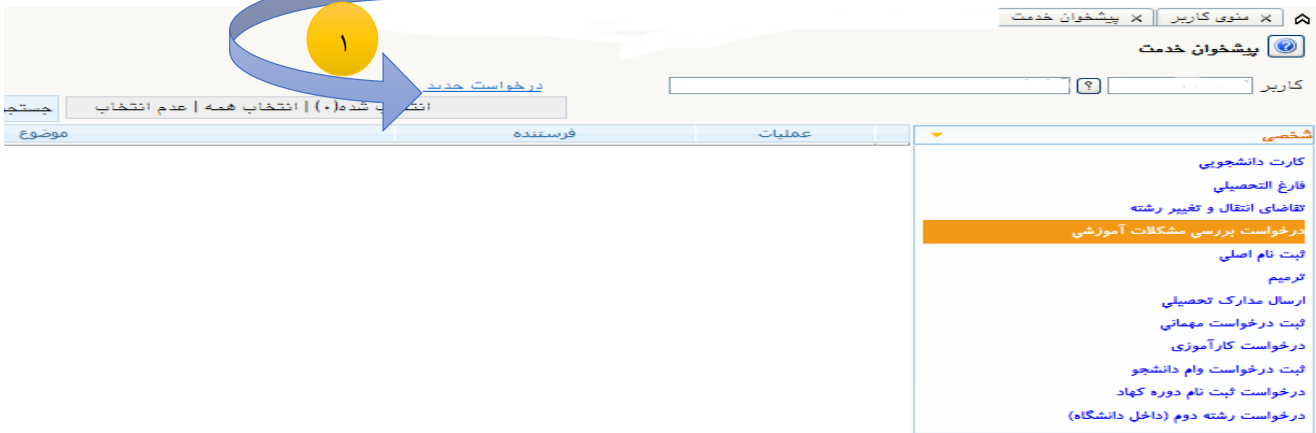 × منوی کاربر × پیشخوان خدمت
پیشخوان خدمت
کاربر ?
درخواست جدید
۱
انتخاب شده(۰) | انتخاب همه | عدم انتخاب
عملیات فرستنده موضوع
شخصی
کارت دانشجویی
فارغ التحصیلی
تقاضای انتقال و تغییر رشته
درخواست بررسی مشکلات آموزشی
ثبت نام اصلی
ترمیم
ارسال مدارک تحصیلی
ثبت درخواست مهمانی
درخواست کارآموزی
ثبت درخواست وام دانشجو
درخواست ثبت نام دوره کهاد
درخواست رشته دوم (داخل دانشگاه)